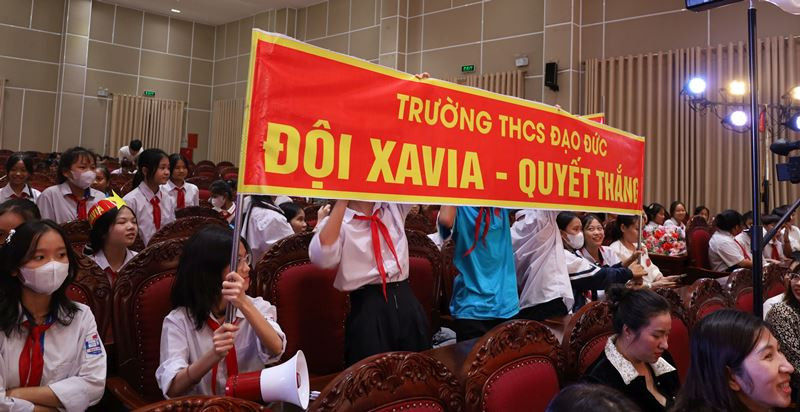 TRƯỜNG THCS ĐẠO ĐỨC
ĐỘI XAVIA - QUYẾT THẮNG